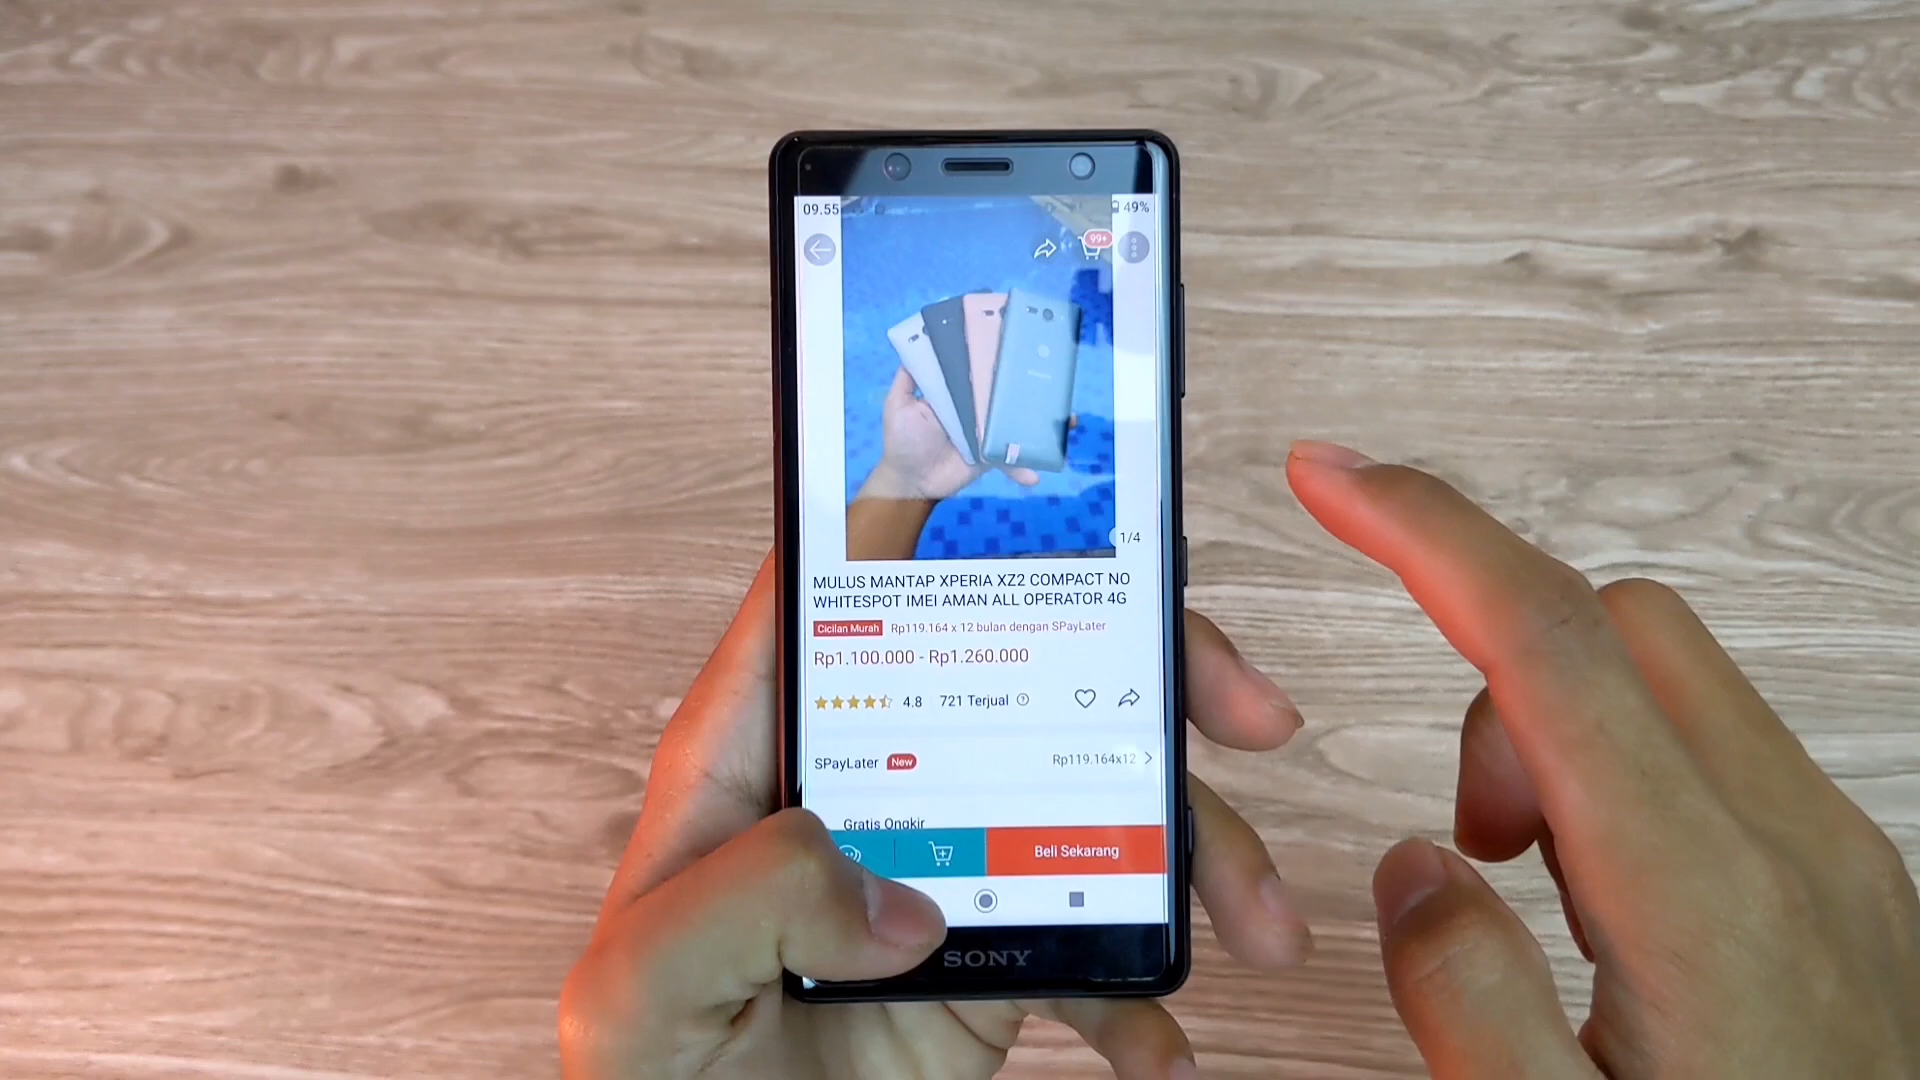 09.55
49%
99+
1/4
MULUS MANTAP XPERIA XZ2 COMPACT NO
WHITESPOT IMEI AMAN ALL OPERATOR 4G
Cicilan Murah Rp119.164 x 12 bulan dengan SPayLater
Rp1.100.000 - Rp1.260.000
4.8 721 Terjual
SPayLater New Rp119.164x12
Gratis Ongkir
Beli Sekarang
SONY